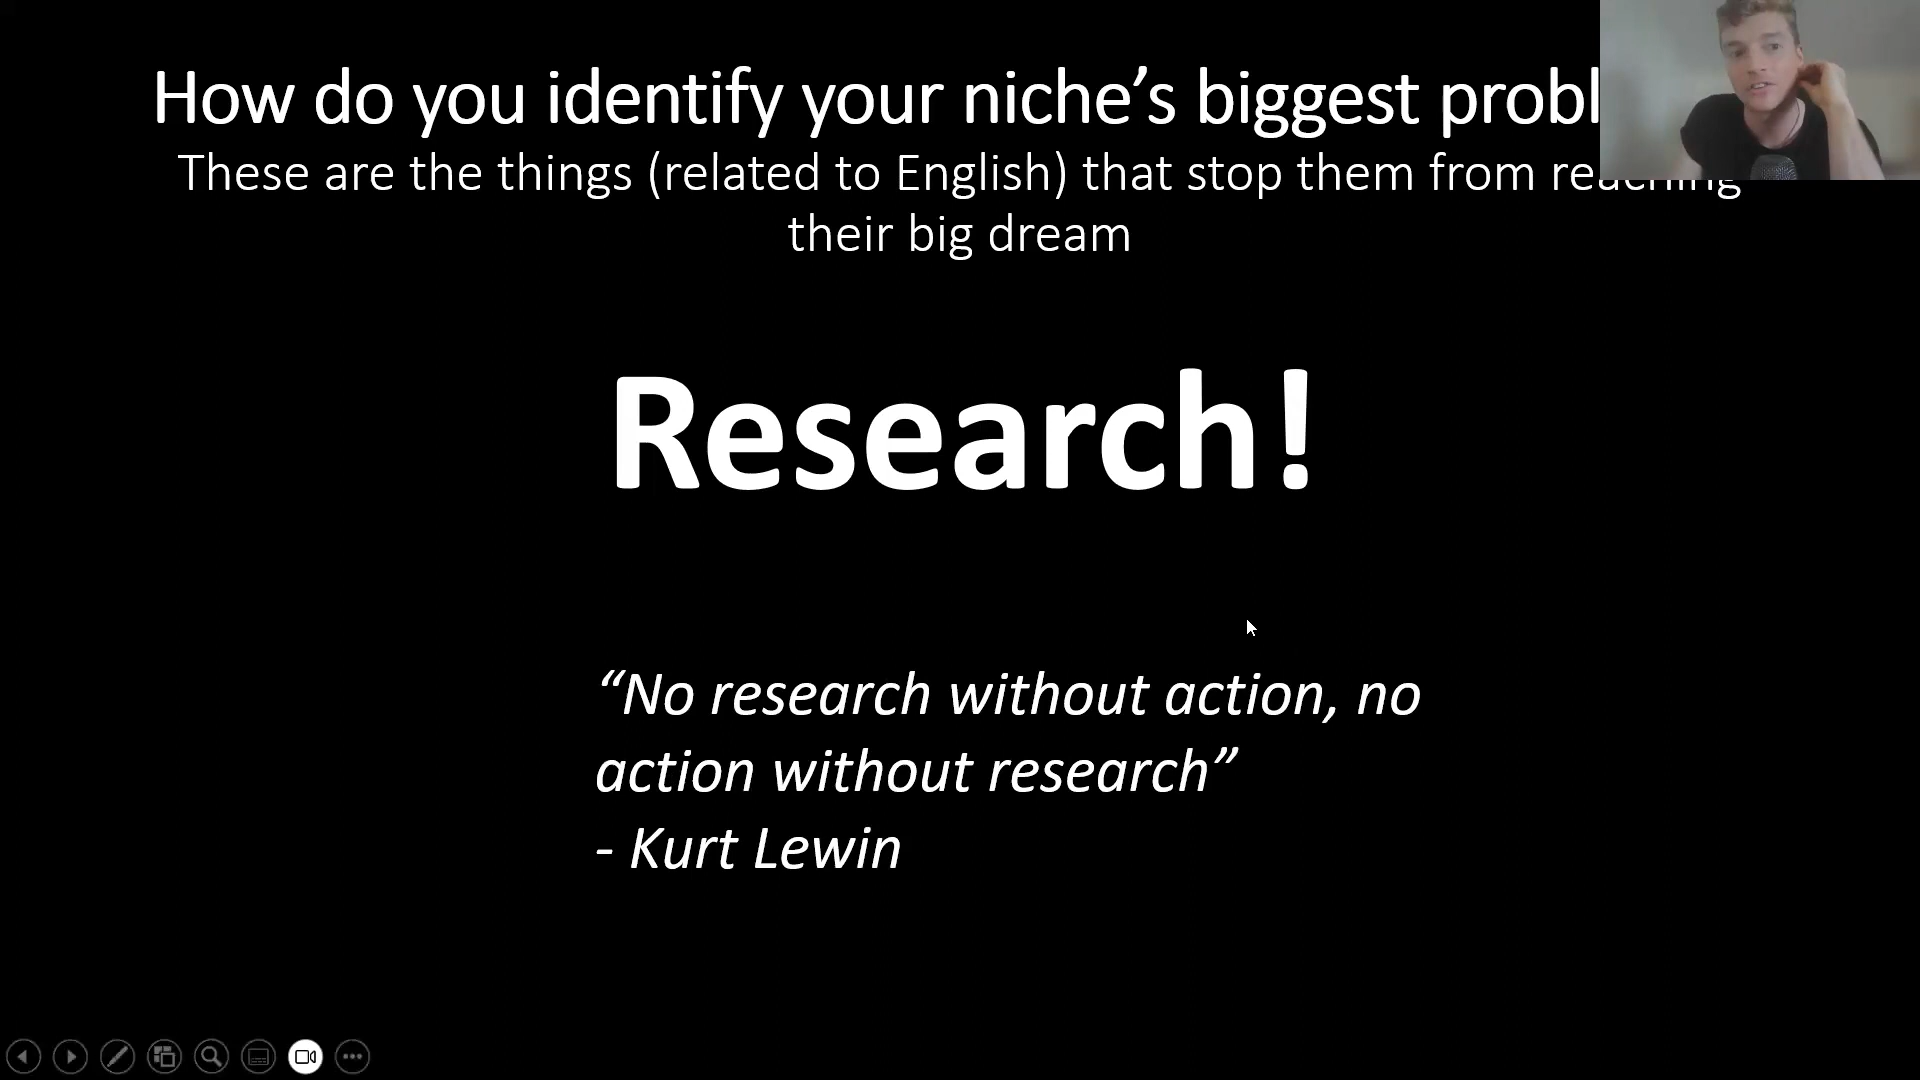 How do you identify your niche’s biggest probl
These are the things (related to English) that stop them from reaching
their big dream
Research!
“No research without action, no
action without research”
- Kurt Lewin